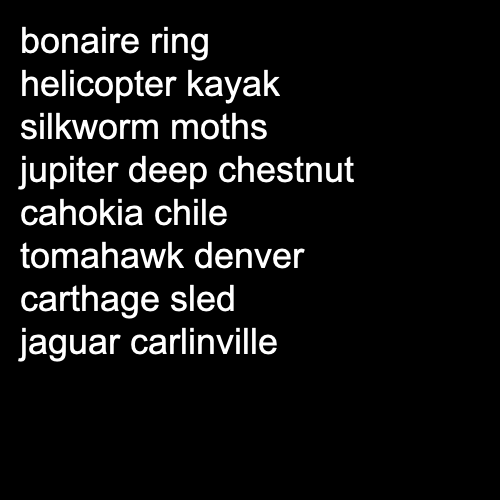 bonaire ring
helicopter kayak
silkworm moths
jupiter deep chestnut
cahokia chile
tomahawk denver
carthage sled
jaguar carlinville